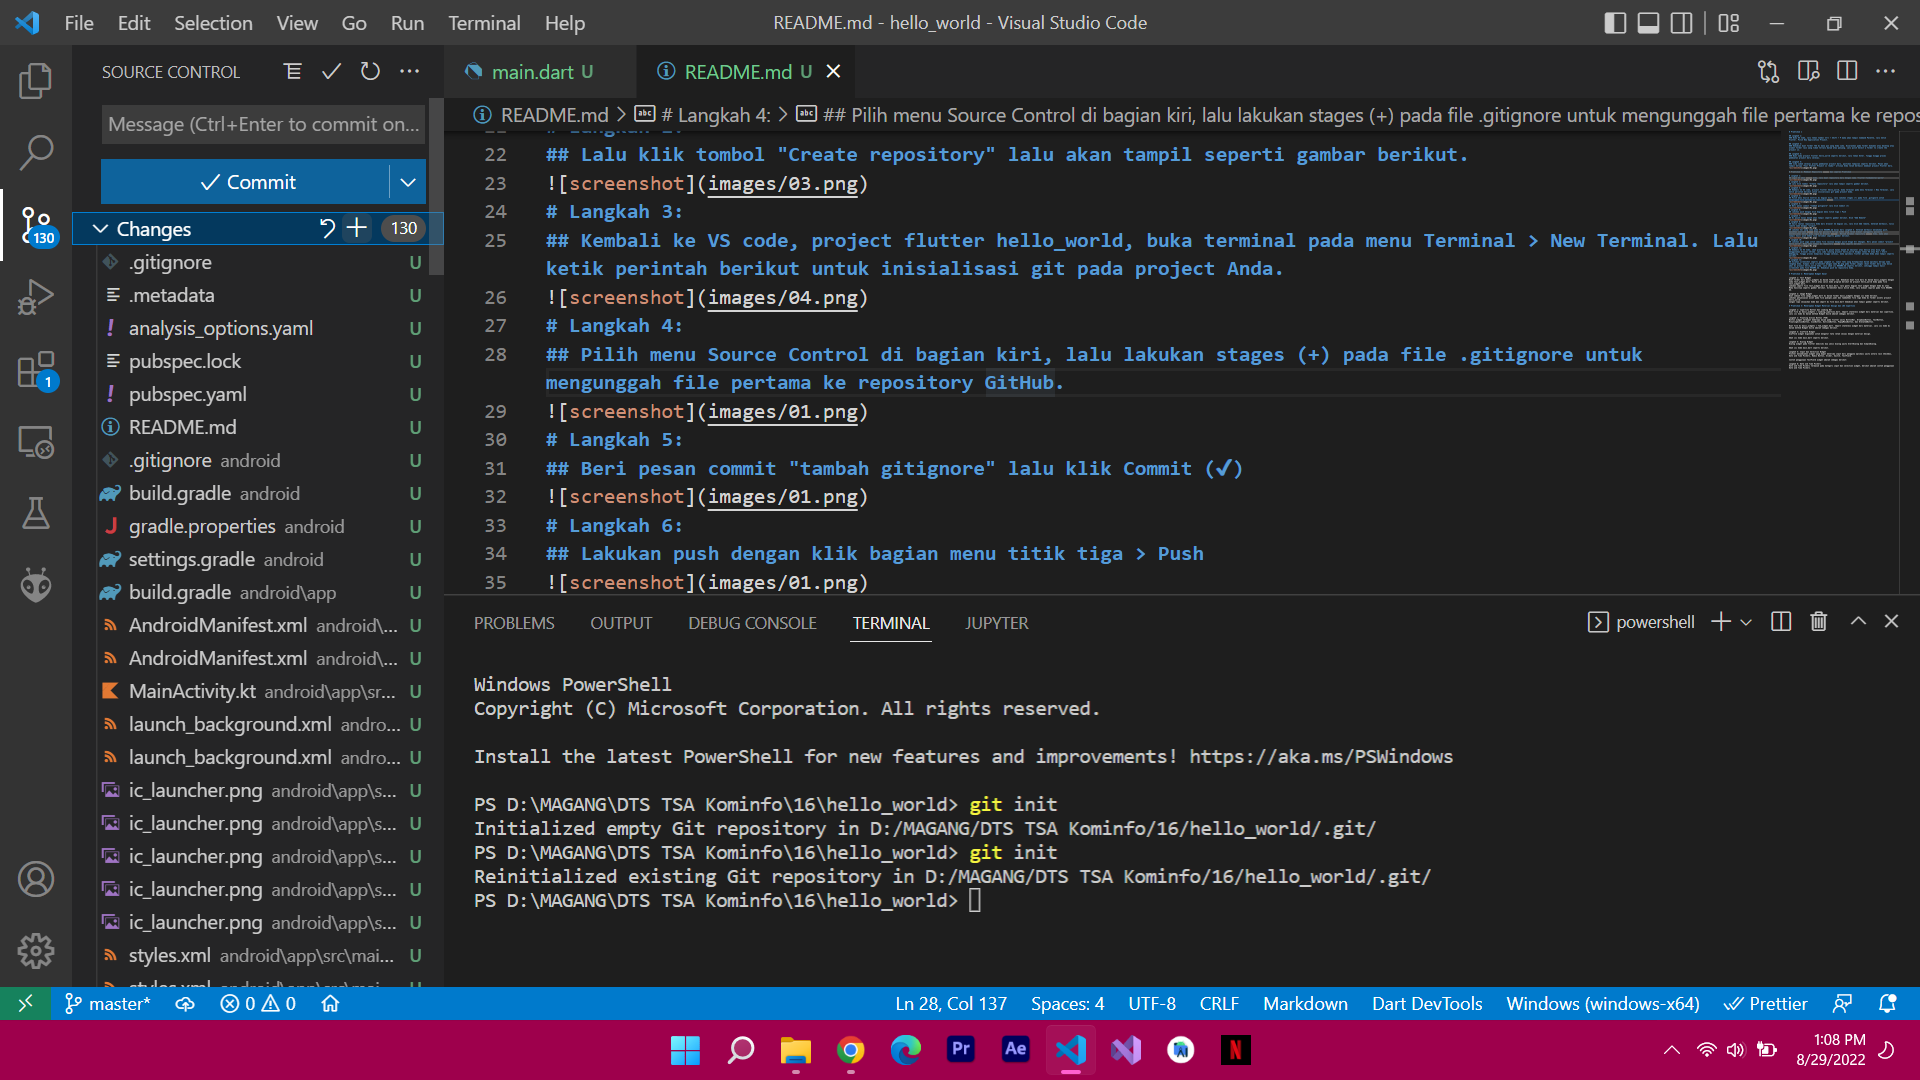 File Edit Selection View Go Run Terminal Help
README.md - hello_world - Visual Studio Code
SOURCE CONTROL
Message (Ctrl+Enter to commit on...
Commit
Changes 130
130
1
.gitignore U
.metadata U
analysis_options.yaml U
pubspec.lock U
pubspec.yaml U
README.md U
.gitignore android U
build.gradle android U
gradle.properties android U
settings.gradle android U
build.gradle android\app U
AndroidManifest.xml android\... U
AndroidManifest.xml android\... U
MainActivity.kt android\app\sr... U
launch_background.xml andro... U
launch_background.xml andro... U
ic_launcher.png android\app\s... U
ic_launcher.png android\app\s... U
ic_launcher.png android\app\s... U
ic_launcher.png android\app\s... U
ic_launcher.png android\app\s... U
styles.xml android\app\src\mai... U
main.dart U
README.md U
README.md > # Langkah 4: > ## Pilih menu Source Control di bagian kiri, lalu lakukan stages (+) pada file .gitignore untuk mengunggah file pertama ke repos
22 ## Lalu klik tombol "Create repository" lalu akan tampil seperti gambar berikut.
23 ![screenshot](images/03.png)
24 # Langkah 3:
25 ## Kembali ke VS code, project flutter hello_world, buka terminal pada menu Terminal > New Terminal. Lalu
ketik perintah berikut untuk inisialisasi git pada project Anda.
26 ![screenshot](images/04.png)
27 # Langkah 4:
28 ## Pilih menu Source Control di bagian kiri, lalu lakukan stages (+) pada file .gitignore untuk
mengunggah file pertama ke repository GitHub.
29 ![screenshot](images/01.png)
30 # Langkah 5:
31 ## Beri pesan commit "tambah gitignore" lalu klik Commit (✔)
32 ![screenshot](images/01.png)
33 # Langkah 6:
34 ## Lakukan push dengan klik bagian menu titik tiga > Push
35 ![screenshot](images/01.png)
PROBLEMS OUTPUT DEBUG CONSOLE TERMINAL JUPYTER
powershell
Windows PowerShell
Copyright (C) Microsoft Corporation. All rights reserved.
Install the latest PowerShell for new features and improvements! https://aka.ms/PSWindows
PS D:\MAGANG\DTS TSA Kominfo\16\hello_world> git init
Initialized empty Git repository in D:/MAGANG/DTS TSA Kominfo/16/hello_world/.git/
PS D:\MAGANG\DTS TSA Kominfo\16\hello_world> git init
Reinitialized existing Git repository in D:/MAGANG/DTS TSA Kominfo/16/hello_world/.git/
PS D:\MAGANG\DTS TSA Kominfo\16\hello_world>
master* 0 0
Ln 28, Col 137 Spaces: 4 UTF-8 CRLF Markdown Dart DevTools Windows (windows-x64) Prettier
Pr Ae N
1:08 PM
8/29/2022